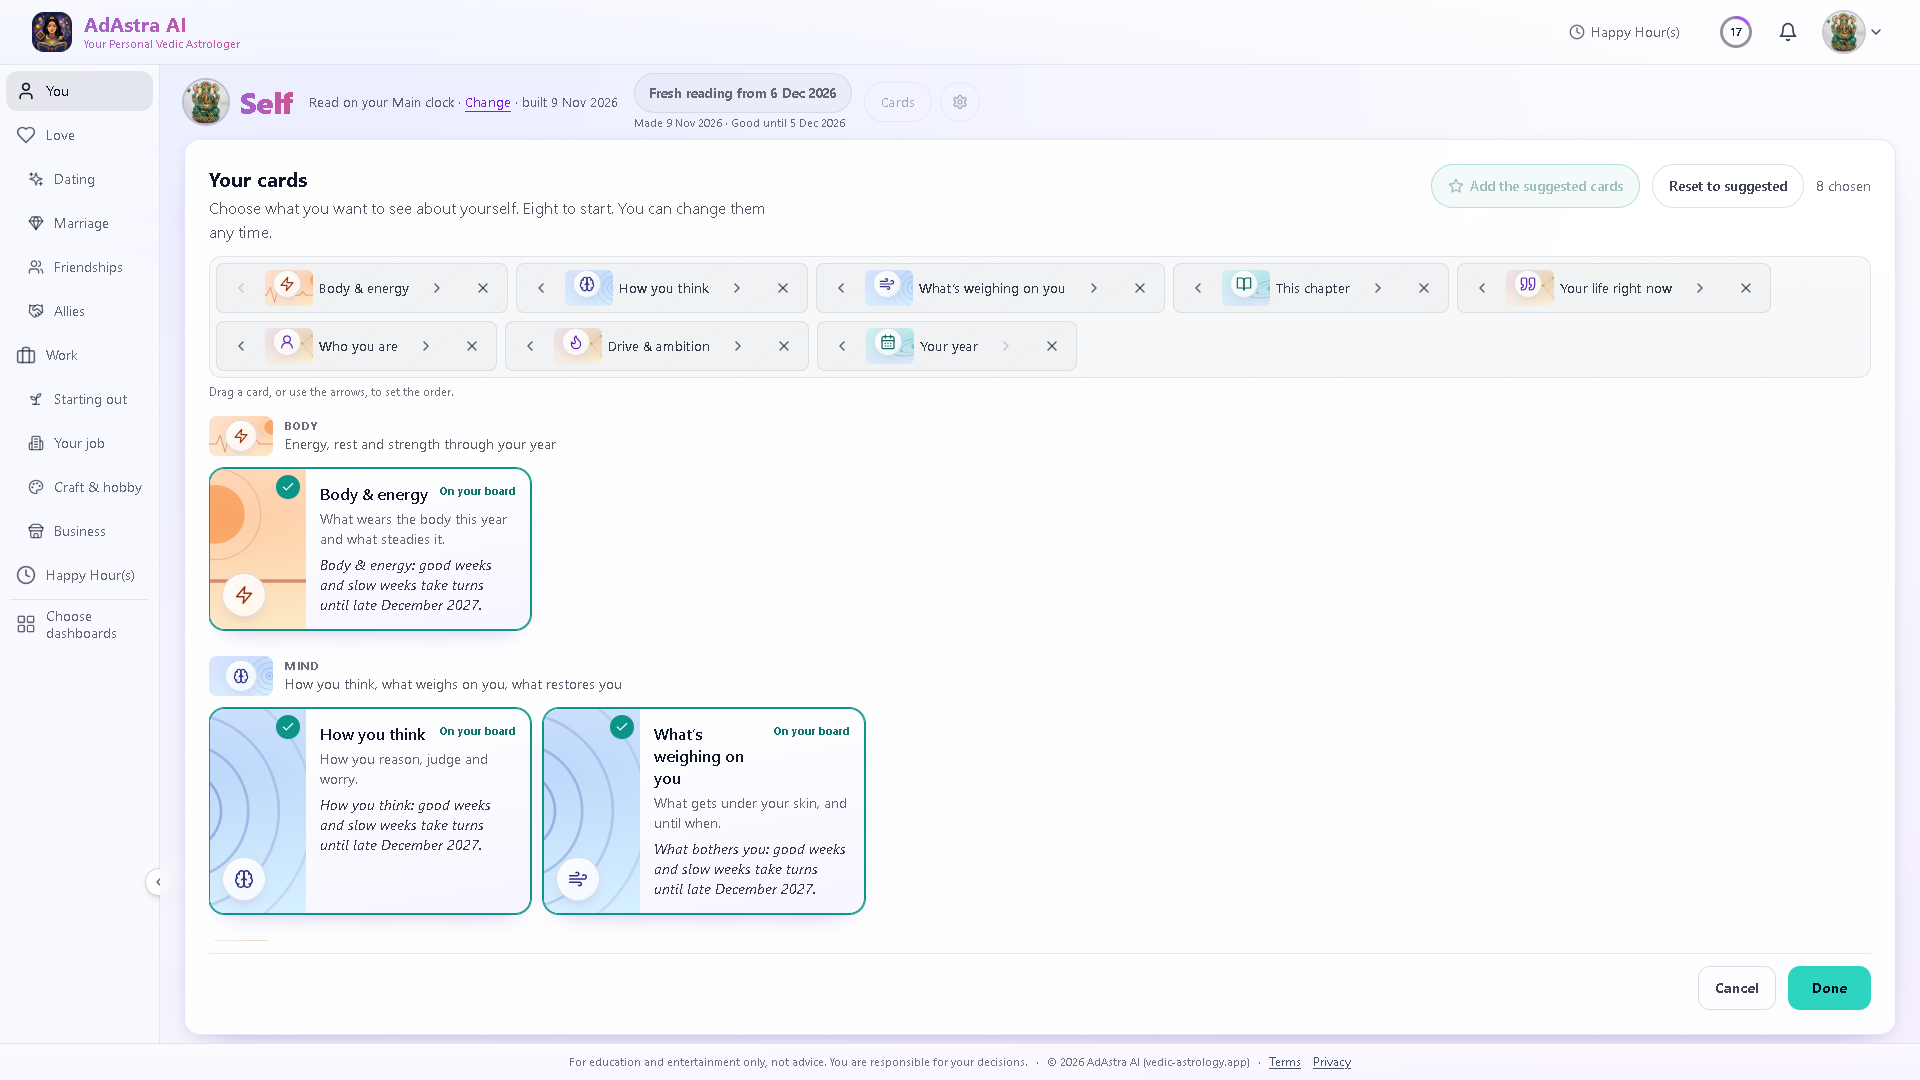 AdAstra AI
Your Personal Vedic Astrologer
Happy Hour(s)
17
You
Love
Dating
Marriage
Friendships
Allies
Work
Starting out
Your job
Craft & hobby
Business
Happy Hour(s)
Choose
dashboards
Self
Read on your Main clock · Change · built 9 Nov 2026
Fresh reading from 6 Dec 2026
Made 9 Nov 2026 · Good until 5 Dec 2026
Cards
Your cards
Choose what you want to see about yourself. Eight to start. You can change them
any time.
Add the suggested cards
Reset to suggested
8 chosen
Body & energy
How you think
What's weighing on you
This chapter
Your life right now
Who you are
Drive & ambition
Your year
Drag a card, or use the arrows, to set the order.
BODY
Energy, rest and strength through your year
Body & energy
On your board
What wears the body this year
and what steadies it.
Body & energy: good weeks
and slow weeks take turns
until late December 2027.
MIND
How you think, what weighs on you, what restores you
How you think
On your board
How you reason, judge and
worry.
How you think: good weeks
and slow weeks take turns
until late December 2027.
What's
weighing on
you
On your board
What gets under your skin, and
until when.
What bothers you: good weeks
and slow weeks take turns
until late December 2027.
Cancel
Done
For education and entertainment only, not advice. You are responsible for your decisions. · © 2026 AdAstra AI (vedic-astrology.app) · Terms Privacy